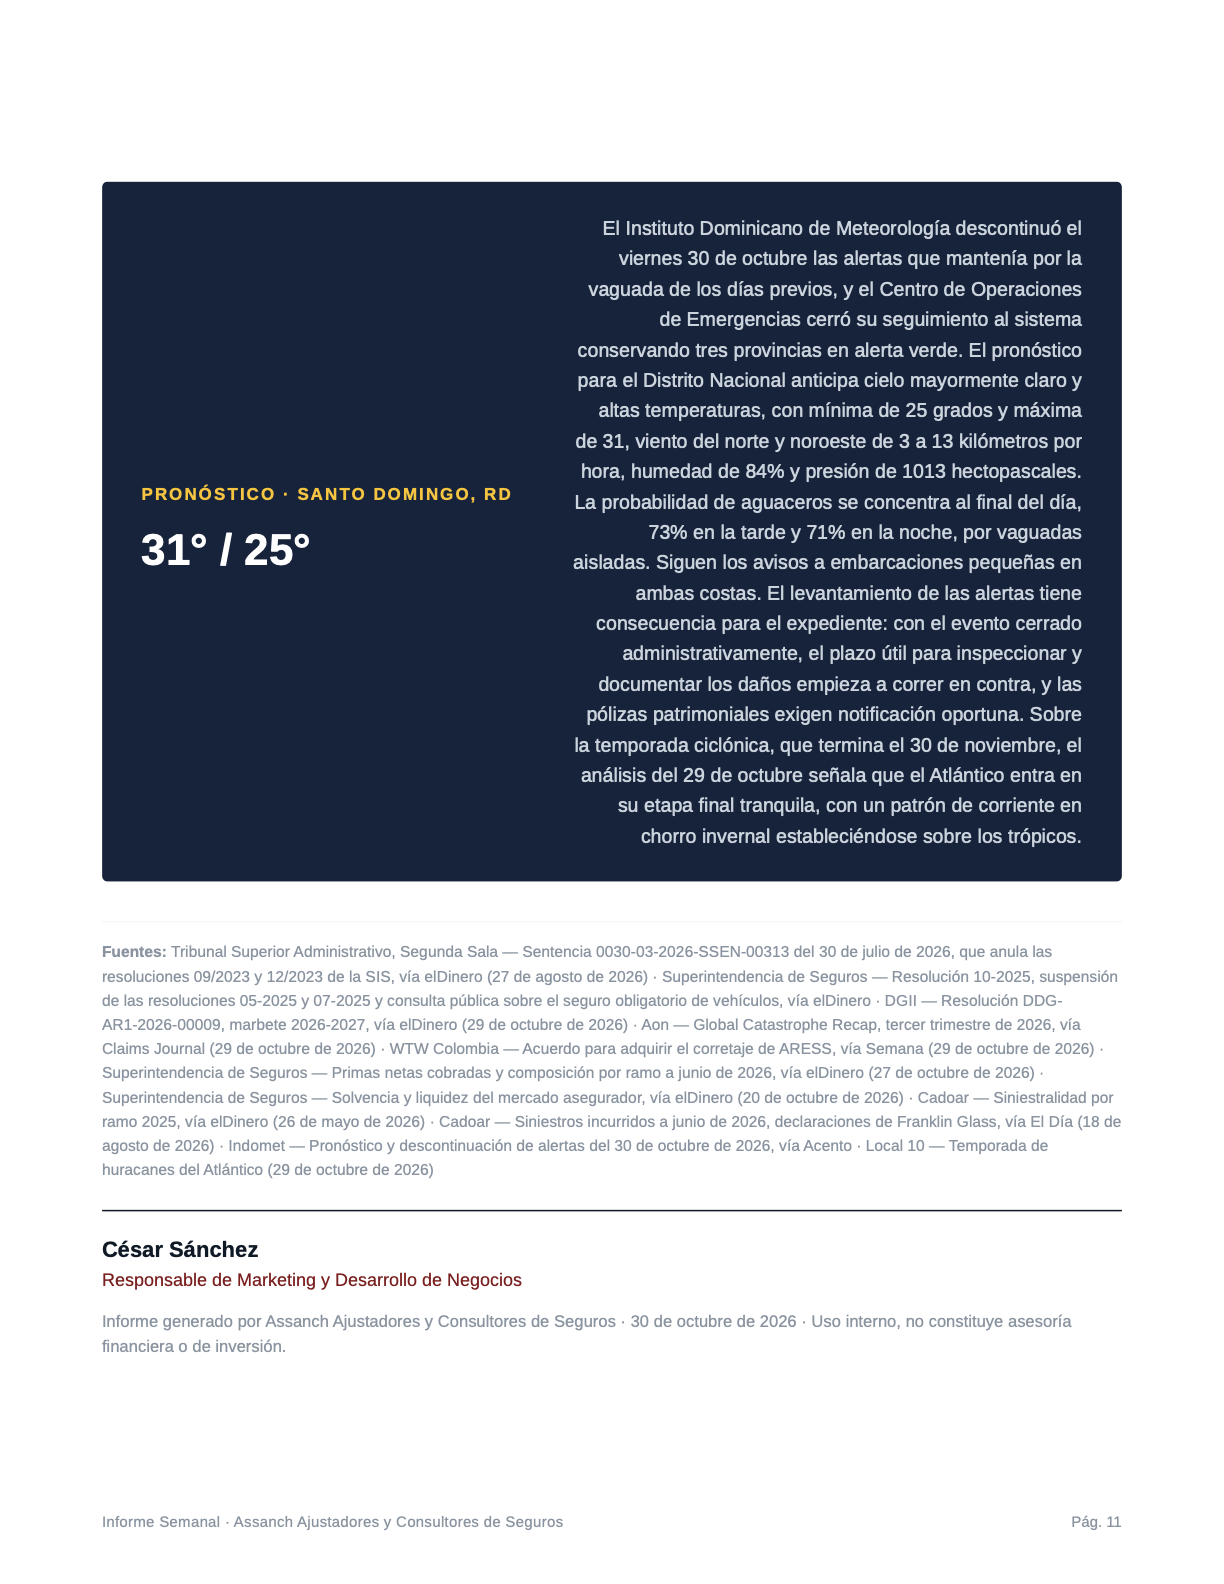 PRONÓSTICO · SANTO DOMINGO, RD
31° / 25°
El Instituto Dominicano de Meteorología descontinuó el
viernes 30 de octubre las alertas que mantenía por la
vaguada de los días previos, y el Centro de Operaciones
de Emergencias cerró su seguimiento al sistema
conservando tres provincias en alerta verde. El pronóstico
para el Distrito Nacional anticipa cielo mayormente claro y
altas temperaturas, con mínima de 25 grados y máxima
de 31, viento del norte y noroeste de 3 a 13 kilómetros por
hora, humedad de 84% y presión de 1013 hectopascales.
La probabilidad de aguaceros se concentra al final del día,
73% en la tarde y 71% en la noche, por vaguadas
aisladas. Siguen los avisos a embarcaciones pequeñas en
ambas costas. El levantamiento de las alertas tiene
consecuencia para el expediente: con el evento cerrado
administrativamente, el plazo útil para inspeccionar y
documentar los daños empieza a correr en contra, y las
pólizas patrimoniales exigen notificación oportuna. Sobre
la temporada ciclónica, que termina el 30 de noviembre, el
análisis del 29 de octubre señala que el Atlántico entra en
su etapa final tranquila, con un patrón de corriente en
chorro invernal estableciéndose sobre los trópicos.
Fuentes: Tribunal Superior Administrativo, Segunda Sala — Sentencia 0030-03-2026-SSEN-00313 del 30 de julio de 2026, que anula las
resoluciones 09/2023 y 12/2023 de la SIS, vía elDinero (27 de agosto de 2026) · Superintendencia de Seguros — Resolución 10-2025, suspensión
de las resoluciones 05-2025 y 07-2025 y consulta pública sobre el seguro obligatorio de vehículos, vía elDinero · DGII — Resolución DDG-
AR1-2026-00009, marbete 2026-2027, vía elDinero (29 de octubre de 2026) · Aon — Global Catastrophe Recap, tercer trimestre de 2026, vía
Claims Journal (29 de octubre de 2026) · WTW Colombia — Acuerdo para adquirir el corretaje de ARESS, vía Semana (29 de octubre de 2026) ·
Superintendencia de Seguros — Primas netas cobradas y composición por ramo a junio de 2026, vía elDinero (27 de octubre de 2026) ·
Superintendencia de Seguros — Solvencia y liquidez del mercado asegurador, vía elDinero (20 de octubre de 2026) · Cadoar — Siniestralidad por
ramo 2025, vía elDinero (26 de mayo de 2026) · Cadoar — Siniestros incurridos a junio de 2026, declaraciones de Franklin Glass, vía El Día (18 de
agosto de 2026) · Indomet — Pronóstico y descontinuación de alertas del 30 de octubre de 2026, vía Acento · Local 10 — Temporada de
huracanes del Atlántico (29 de octubre de 2026)
César Sánchez
Responsable de Marketing y Desarrollo de Negocios
Informe generado por Assanch Ajustadores y Consultores de Seguros · 30 de octubre de 2026 · Uso interno, no constituye asesoría
financiera o de inversión.
Informe Semanal · Assanch Ajustadores y Consultores de Seguros
Pág. 11